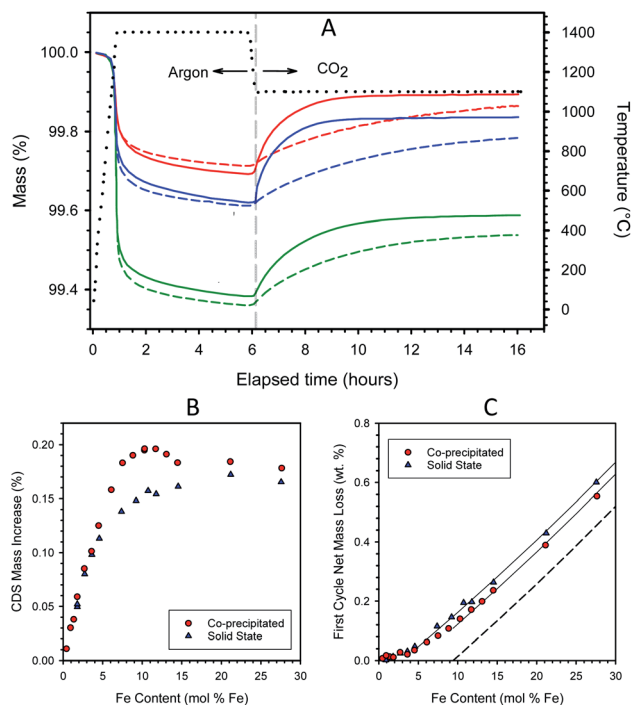 A
100.0
99.8
99.6
99.4
Mass (%)
Argon
CO2
1400
1200
1000
800
600
400
200
0
Temperature (°C)
0
2
4
6
8
10
12
14
16
Elapsed time (hours)
B
0.20
0.15
0.10
0.05
0.00
CDS Mass Increase (%)
Co-precipitated
Solid State
0
5
10
15
20
25
30
Fe Content (mol % Fe)
C
0.8
0.6
0.4
0.2
0.0
First Cycle Net Mass Loss (wt. %)
Co-precipitated
Solid State
0
5
10
15
20
25
30
Fe Content (mol % Fe)